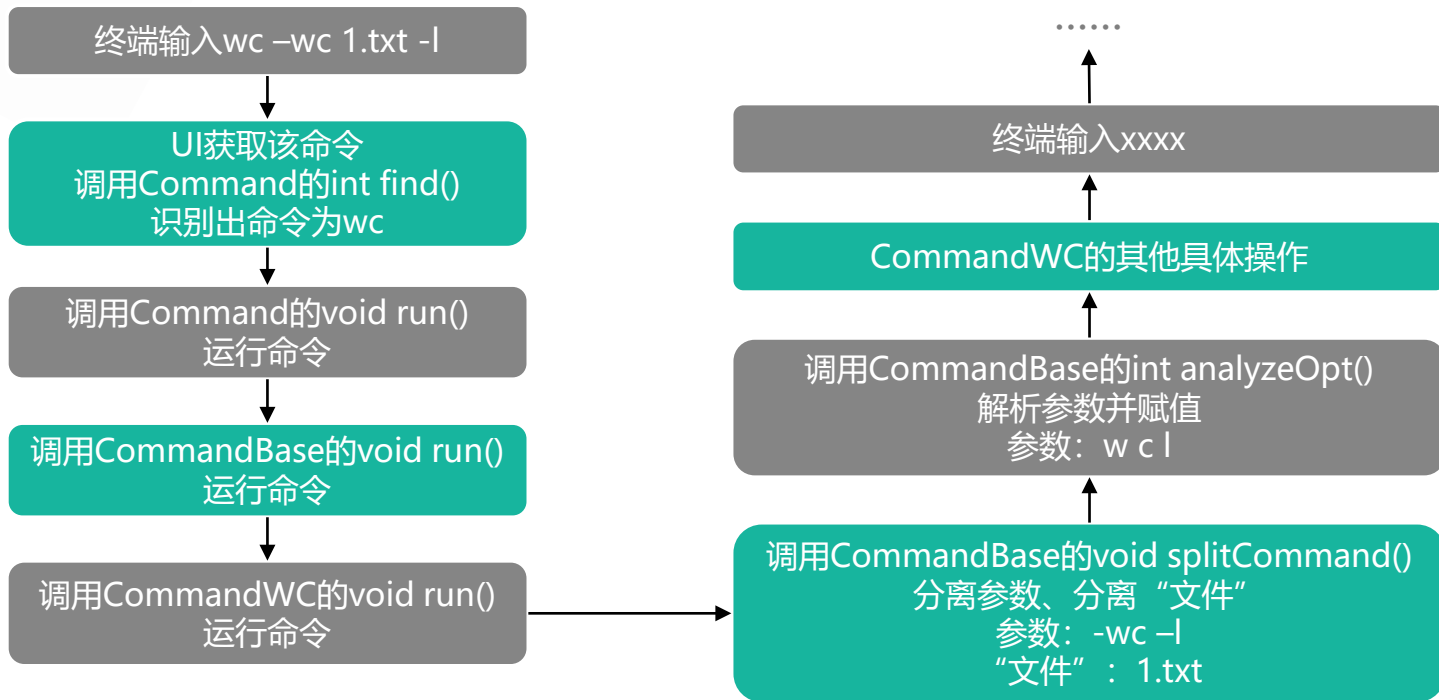 终端输入wc –wc 1.txt -l
UI获取该命令
调用Command的int find()
识别出命令为wc
调用Command的void run()
运行命令
调用CommandBase的void run()
运行命令
调用CommandWC的void run()
运行命令
调用CommandBase的void splitCommand()
分离参数、分离“文件”
参数：-wc –l
“文件”：1.txt
调用CommandBase的int analyzeOpt()
解析参数并赋值
参数：w c l
CommandWC的其他具体操作
终端输入xxxx
……